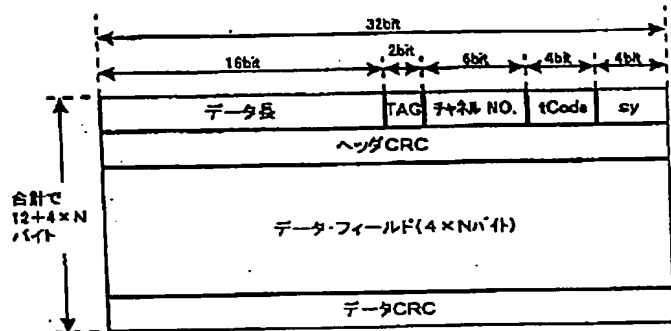 32bit
16bit
2bit
6bit
4bit
4bit
データ長
TAG
チャネル NO.
tCode
sy
ヘッダCRC
合計で
12+4×N
バイト
データ・フィールド(4×Nバイト)
データCRC